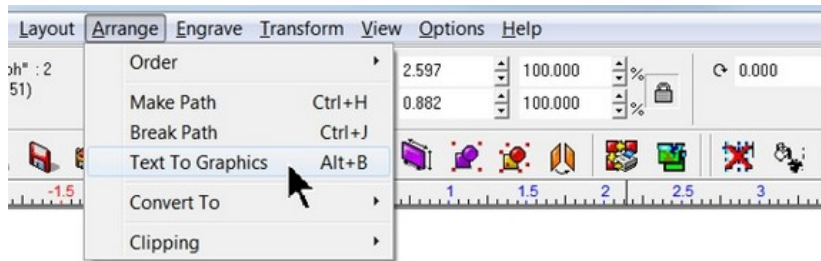 Layout Arrange Engrave Transform View Options Help
ph" : 2
51)
2.597 100.000 % 0.000
0.882 100.000 %
Order
Make Path Ctrl+H
Break Path Ctrl+J
Text To Graphics Alt+B
Convert To
Clipping
-1.5 1 1.5 2 2.5 3